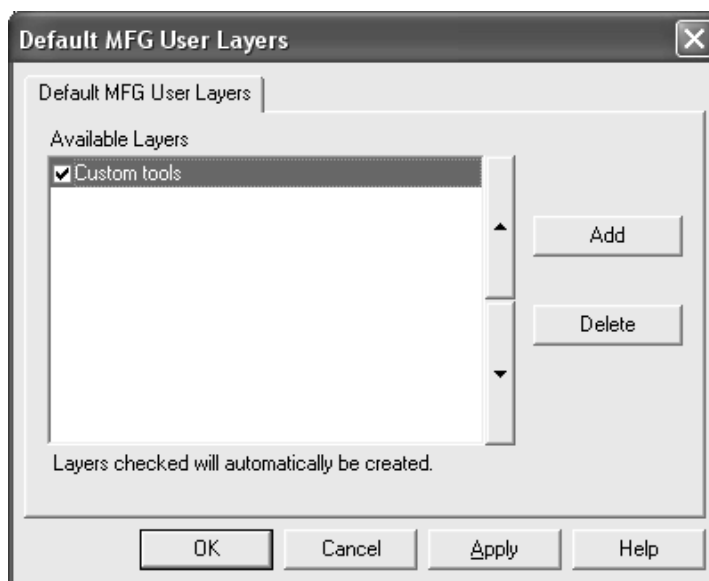 Default MFG User Layers
Default MFG User Layers
Available Layers
Custom tools
Add
Delete
Layers checked will automatically be created.
OK Cancel Apply Help